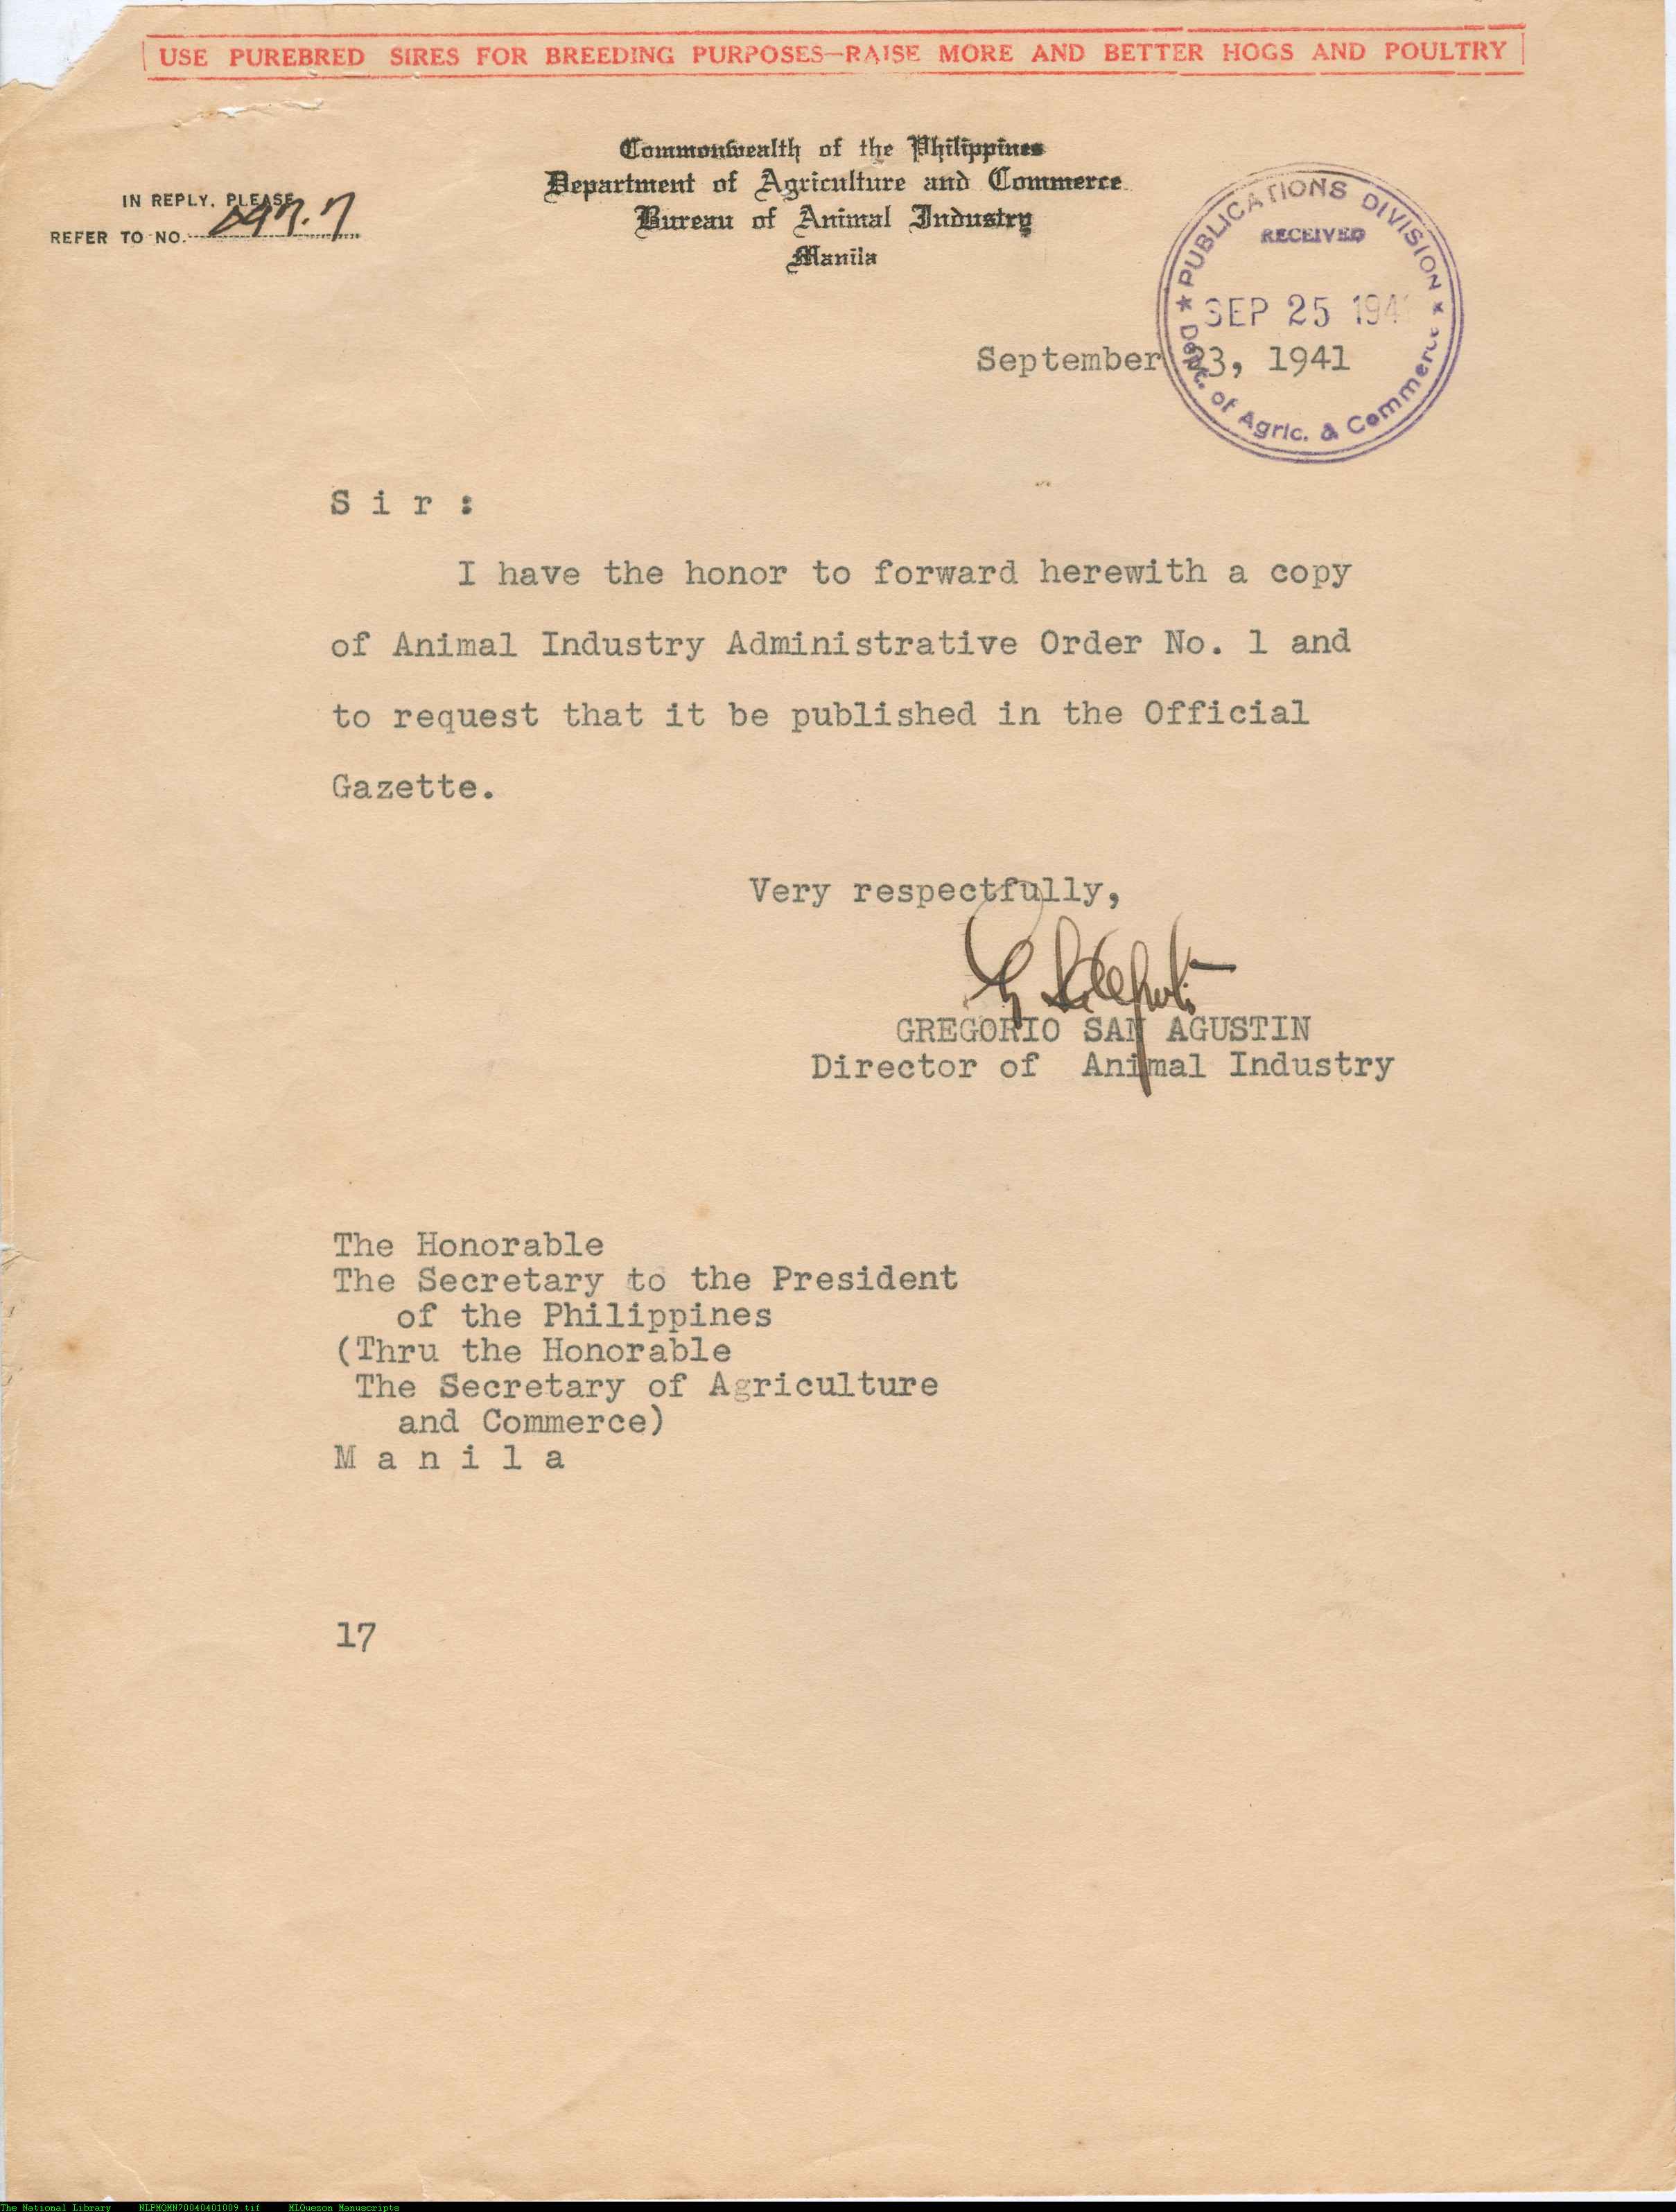 USE PUREBRED SIRES FOR BREEDING PURPOSES—RAISE MORE AND BETTER HOGS AND POULTRY
Commonwealth of the Philippines
Department of Agriculture and Commerce
Bureau of Animal Industry
Manila
IN REPLY, PLEASE
REFER TO NO.
PUBLICATIONS DIVISION
RECEIVED
SEP 25 194
Dept. of Agric. & Commerce
September 23, 1941
S i r :
I have the honor to forward herewith a copy
of Animal Industry Administrative Order No. 1 and
to request that it be published in the Official
Gazette.
Very respectfully,
GREGORIO SAN AGUSTIN
Director of Animal Industry
The Honorable
The Secretary to the President
of the Philippines
(Thru the Honorable
The Secretary of Agriculture
and Commerce)
M a n i l a
17
The National Library NLPMQMN70040401009.tif MLQuezon Manuscripts